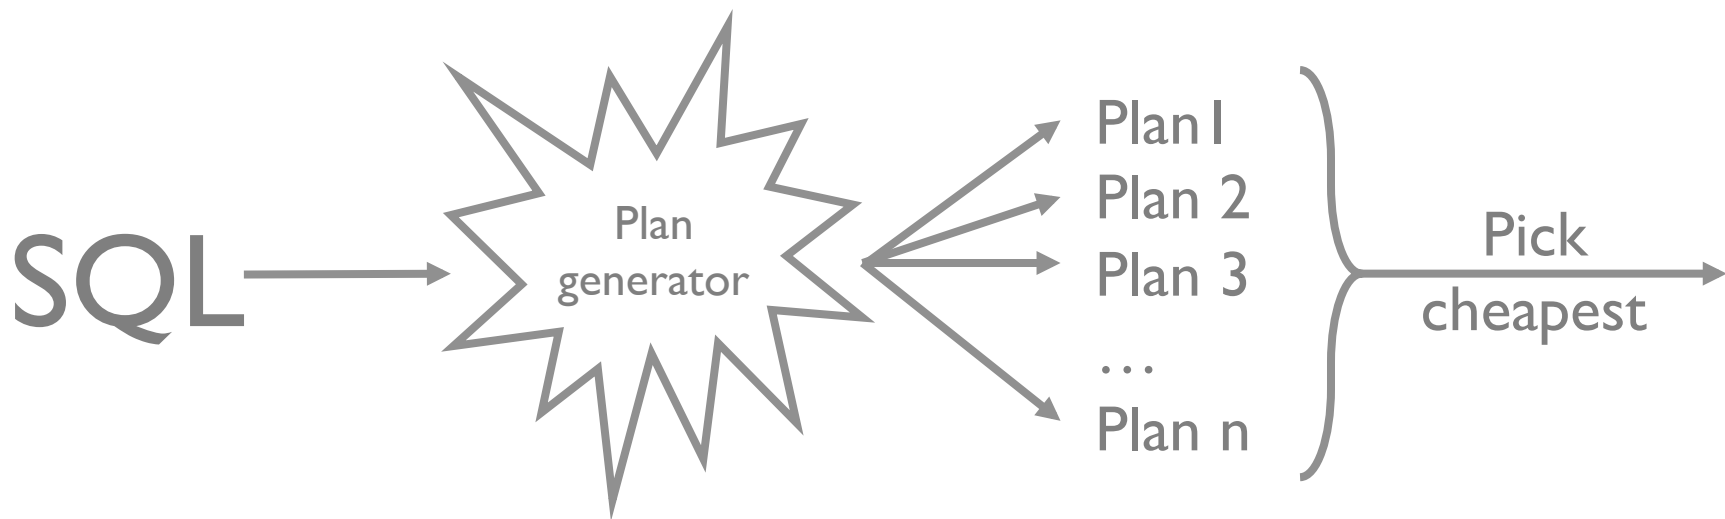 SQL
Plan
generator
Plan1
Plan 2
Plan 3
…
Plan n
Pick
cheapest